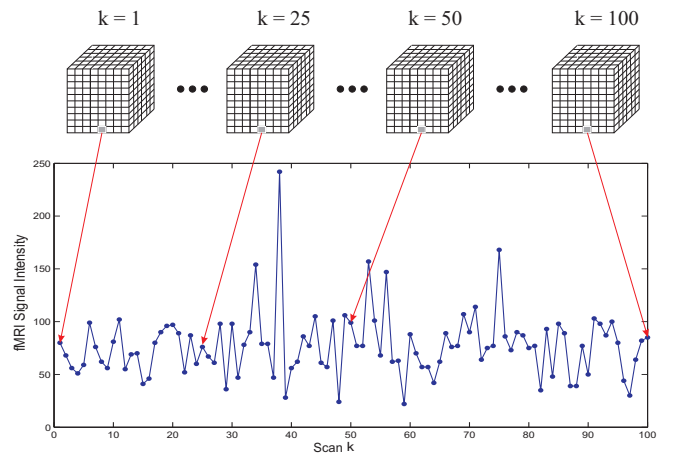 k = 1
k = 25
k = 50
k = 100
250
200
150
100
50
0
fMRI Signal Intensity
0 10 20 30 40 50 60 70 80 90 100
Scan k